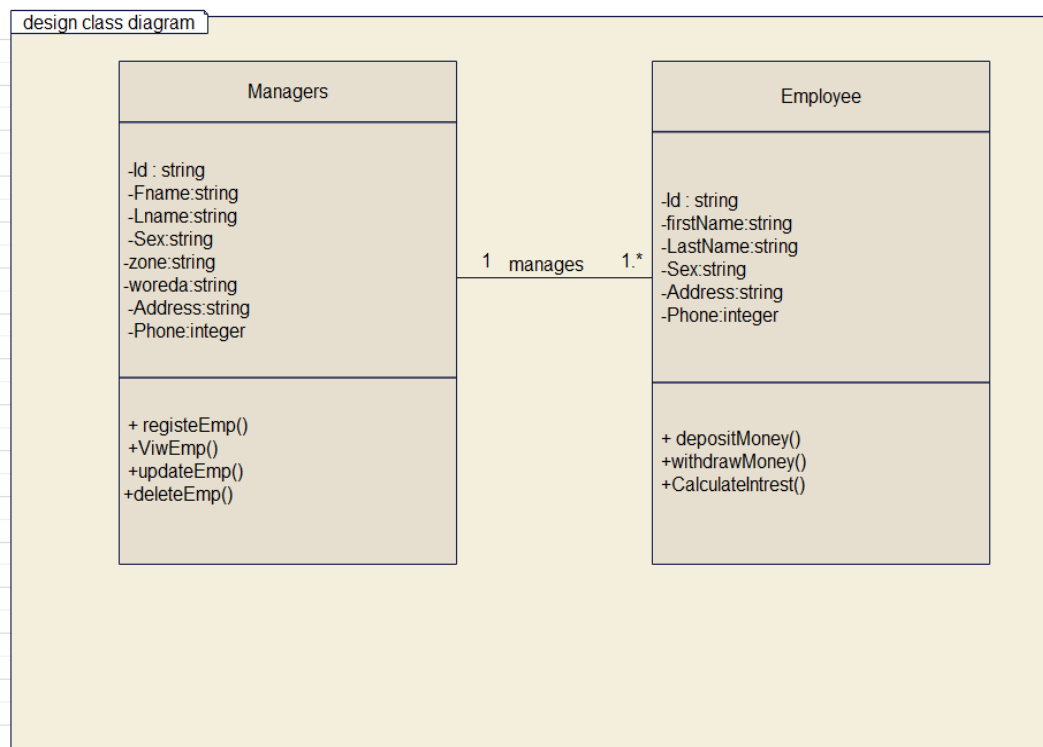 design class diagram
Managers
-Id : string
-Fname:string
-Lname:string
-Sex:string
-zone:string
-woreda:string
-Address:string
-Phone:integer
+ registeEmp()
+ViwEmp()
+updateEmp()
+deleteEmp()
1 manages 1.*
Employee
-Id : string
-firstName:string
-LastName:string
-Sex:string
-Address:string
-Phone:integer
+ depositMoney()
+withdrawMoney()
+CalculateIntrest()